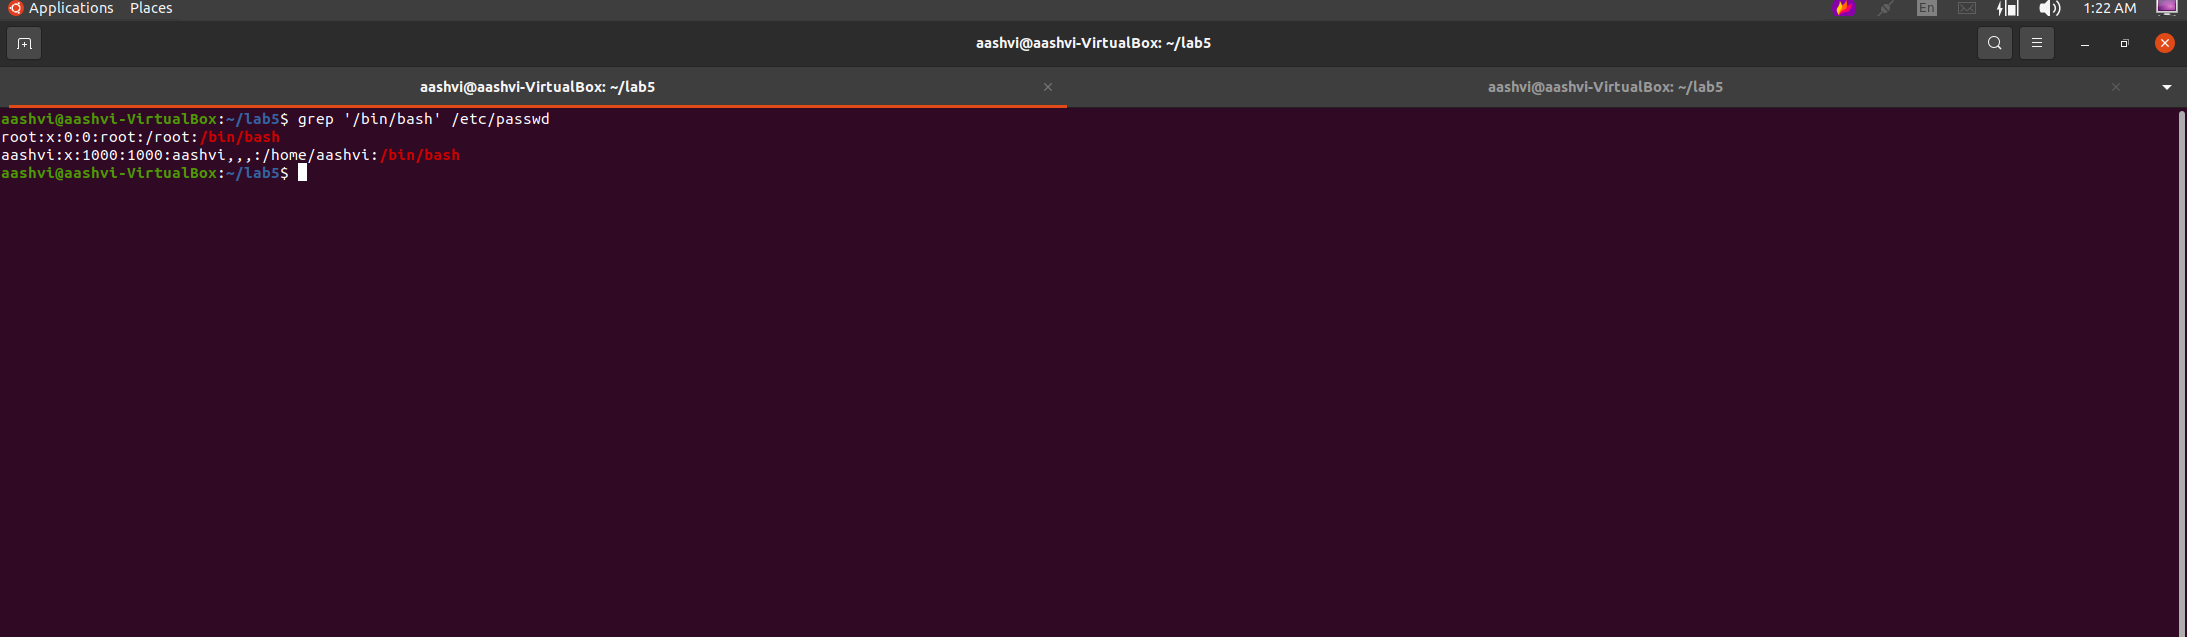 Applications Places En 1:22 AM
aashvi@aashvi-VirtualBox: ~/lab5
aashvi@aashvi-VirtualBox: ~/lab5 aashvi@aashvi-VirtualBox: ~/lab5
aashvi@aashvi-VirtualBox:~/lab5$ grep '/bin/bash' /etc/passwd
root:x:0:0:root:/root:/bin/bash
aashvi:x:1000:1000:aashvi,,,:/home/aashvi:/bin/bash
aashvi@aashvi-VirtualBox:~/lab5$